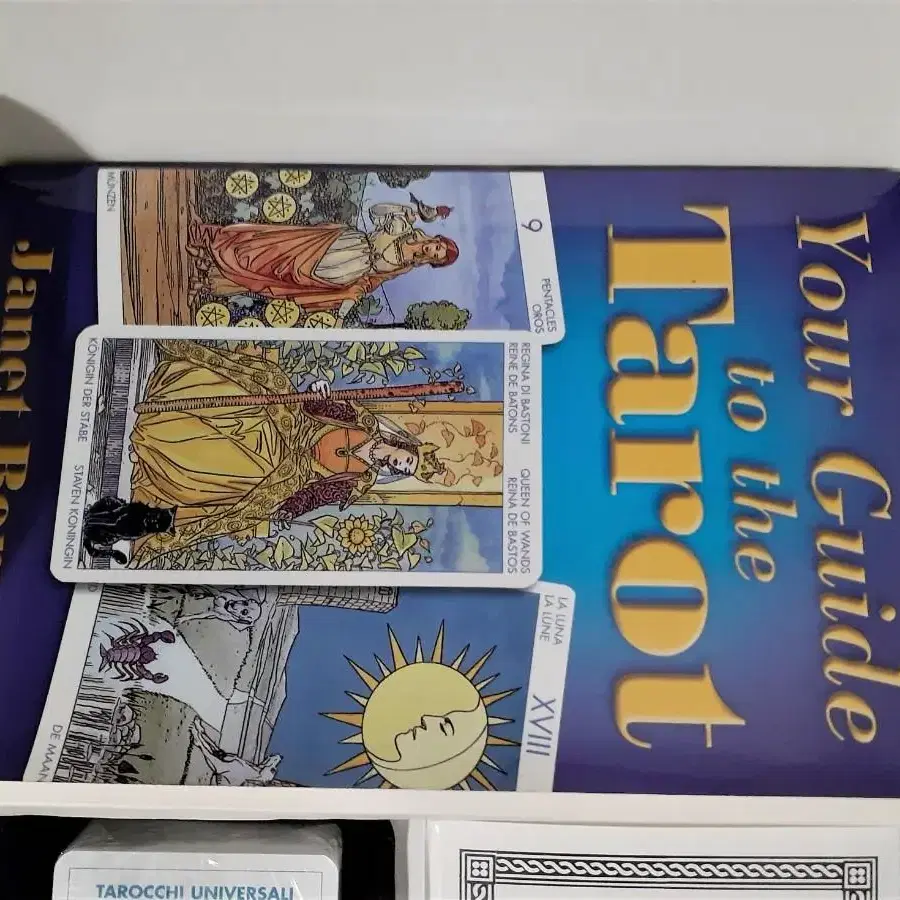 Your Guide
to the
Tarot
9
PENTACLES
OROS
MÜNZEN
REGINA DI BASTONI
REINE DE BATONS
QUEEN OF WANDS
REINA DE BASTOS
KONIGIN DER STÄBE
STAVEN KONINGIN
LA LUNA
LA LUNE
XVIII
DE MAAN
Janet
TAROCCHI UNIVERSALI